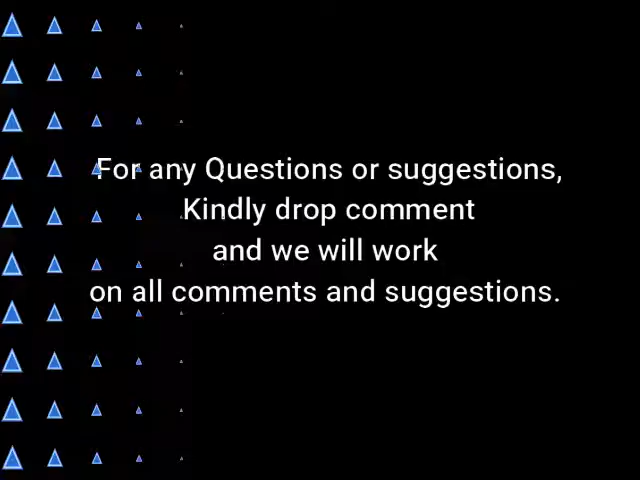 For any Questions or suggestions,
Kindly drop comment
and we will work
on all comments and suggestions.